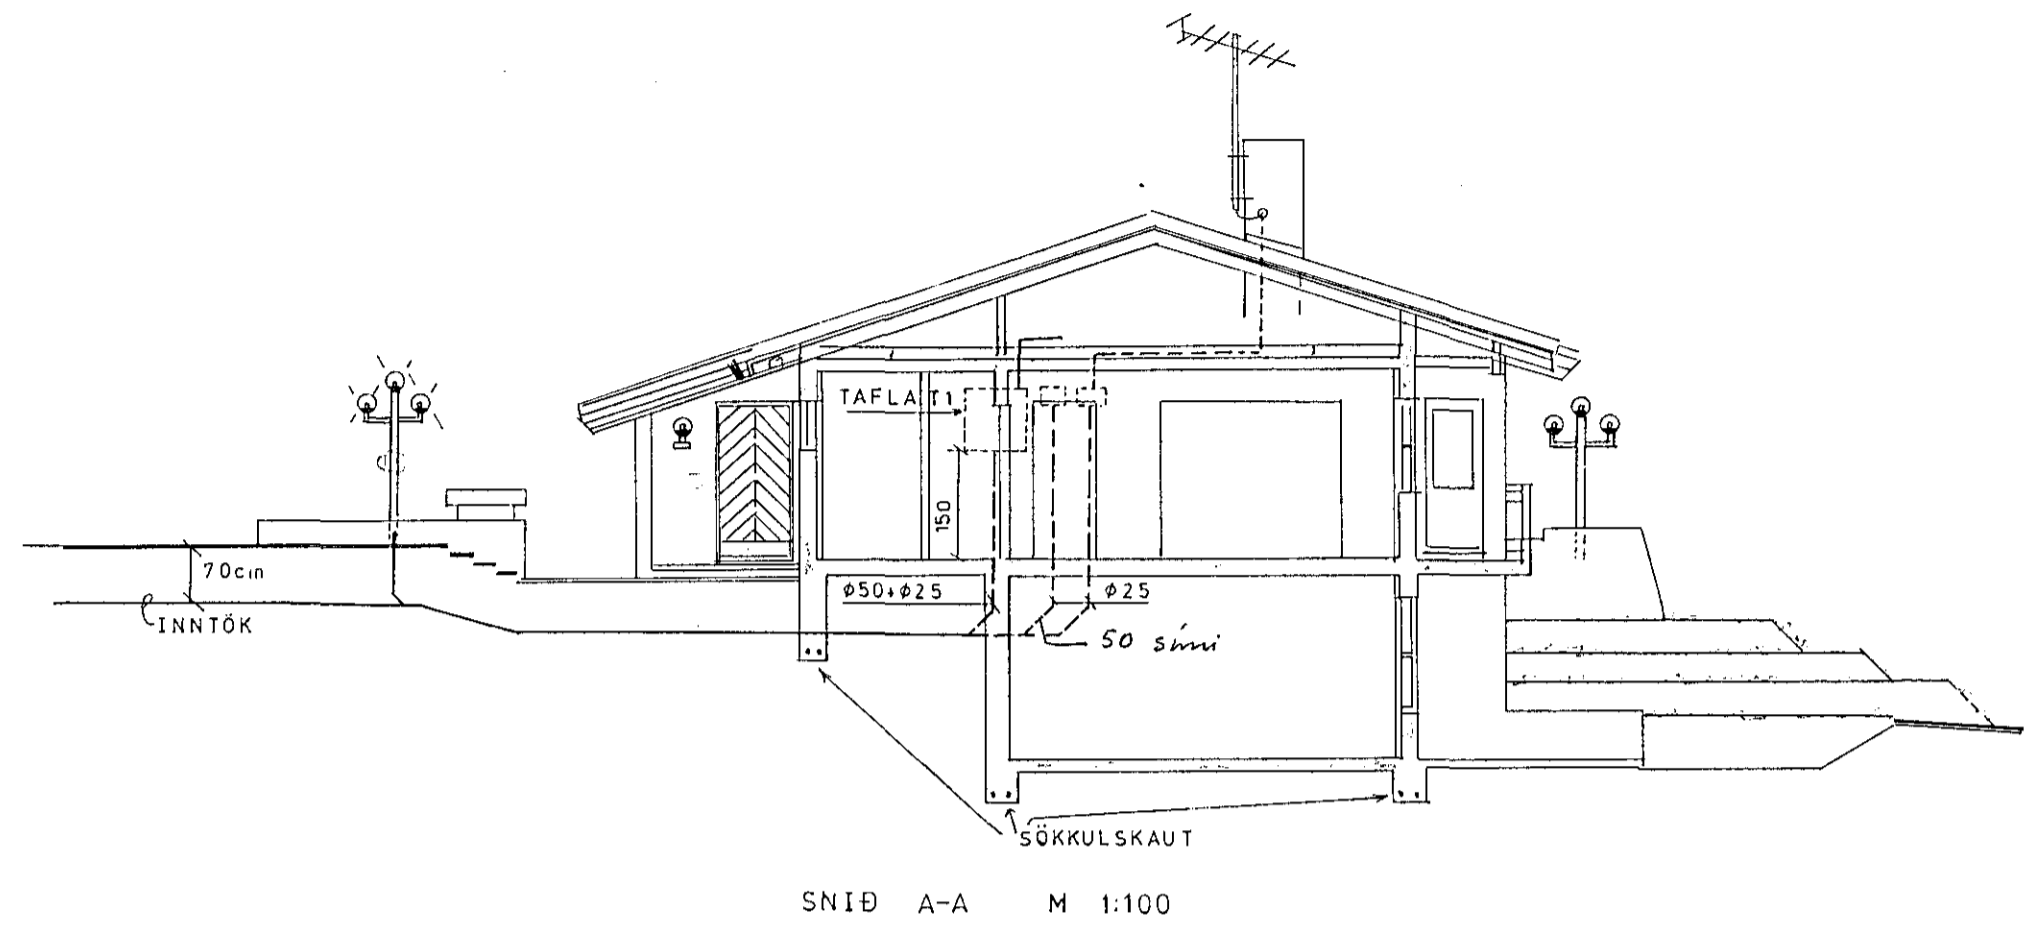 TAFLA T1
150
70cm
INNTÖK
Ø50+Ø25
Ø25
50 sími
SÖKKULSKAUT
SNIÐ A-A M 1:100